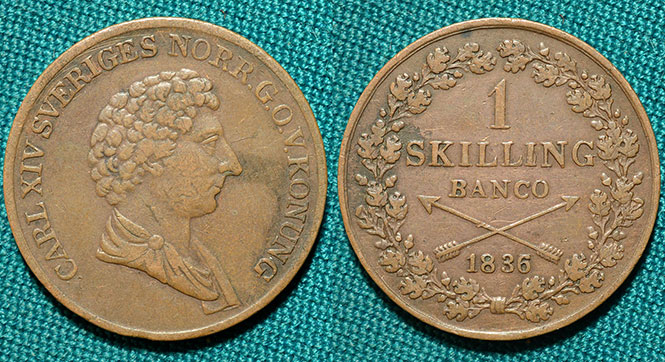 CARL XIV SVERIGES NORR. G. O. V. KONUNG
1
SKILLING
BANCO
1836